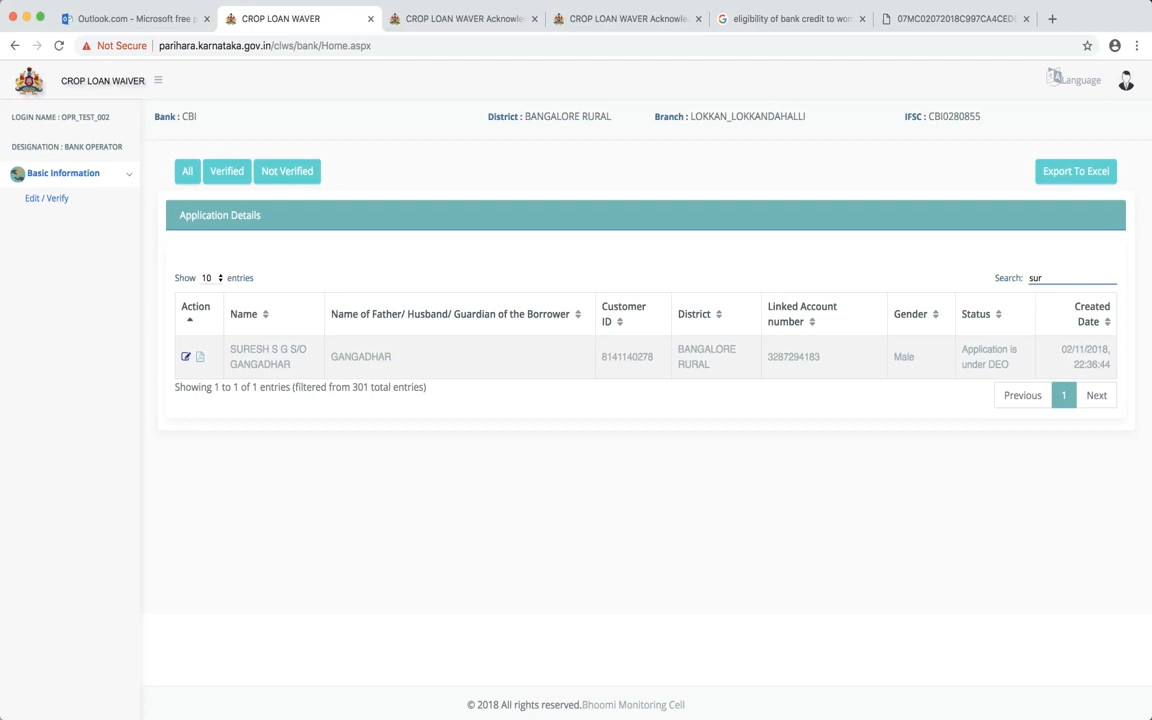 Outlook.com - Microsoft free p
CROP LOAN WAVER
CROP LOAN WAVER Acknowle
CROP LOAN WAVER Acknowle
eligibility of bank credit to wom
07MC02072018C997CA4CED
Not Secure
parihara.karnataka.gov.in/clws/bank/Home.aspx
CROP LOAN WAIVER
Language
LOGIN NAME : OPR_TEST_002
Bank : CBI
District : BANGALORE RURAL
Branch : LOKKAN_LOKKANDAHALLI
IFSC : CBI0280855
DESIGNATION : BANK OPERATOR
Basic Information
Edit / Verify
All
Verified
Not Verified
Export To Excel
Application Details
Show 10 entries
Search: sur
Action
Name
Name of Father/ Husband/ Guardian of the Borrower
Customer
ID
District
Linked Account
number
Gender
Status
Created
Date
SURESH S G S/O
GANGADHAR
GANGADHAR
8141140278
BANGALORE
RURAL
3287294183
Male
Application is
under DEO
02/11/2018,
22:36:44
Showing 1 to 1 of 1 entries (filtered from 301 total entries)
Previous
1
Next
© 2018 All rights reserved.Bhoomi Monitoring Cell